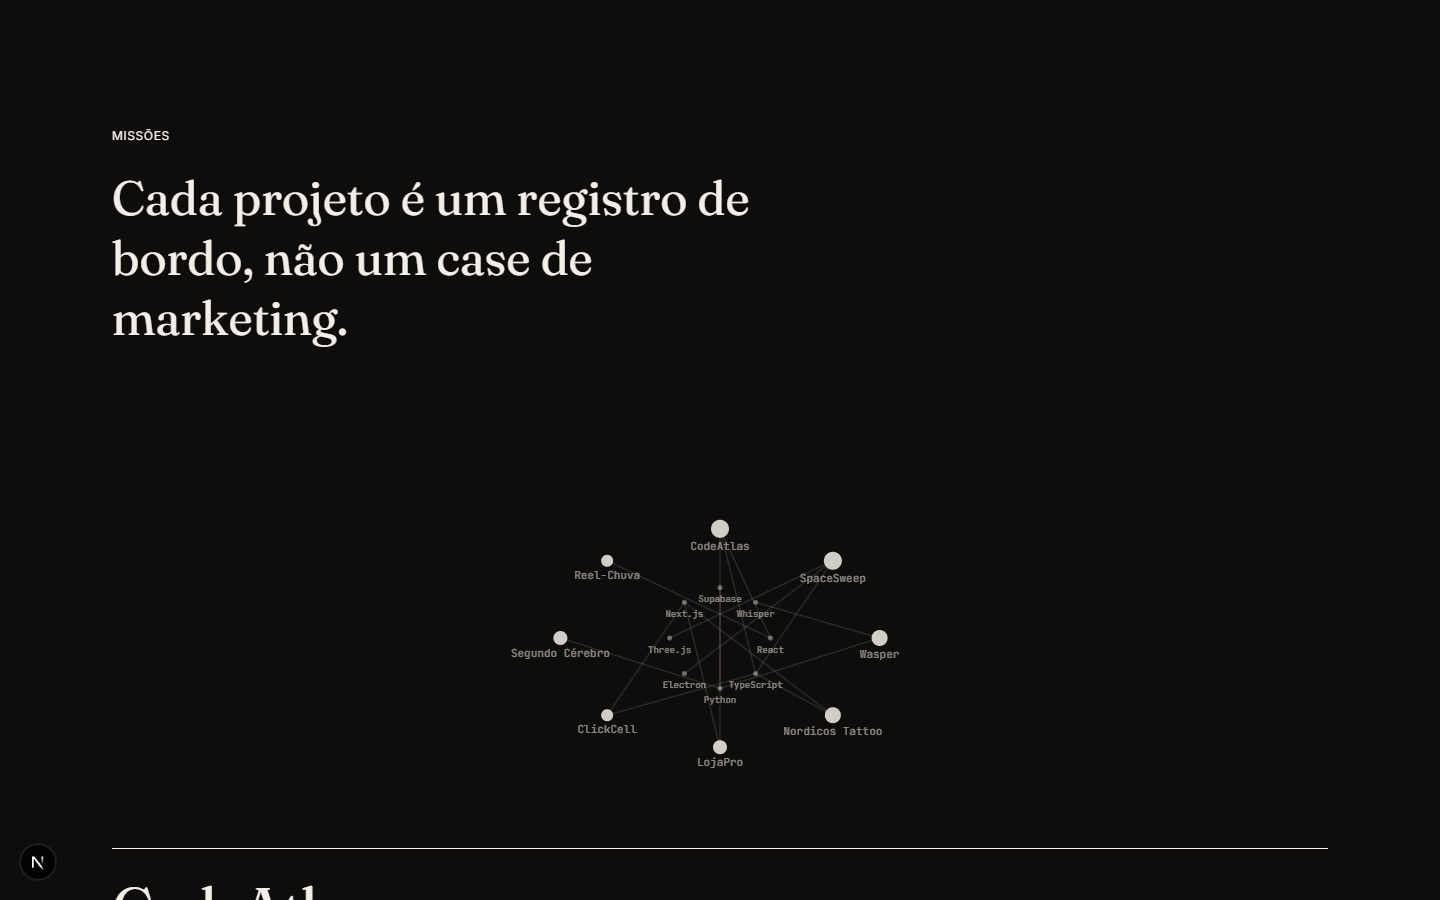 MISSÕES
Cada projeto é um registro de
bordo, não um case de
marketing.
CodeAtlas
Reel-Chuva
SpaceSweep
Supabase
Next.js
Whisper
Segundo Cérebro
Three.js
React
Wasper
Electron
TypeScript
Python
ClickCell
Nordicos Tattoo
LojaPro
N